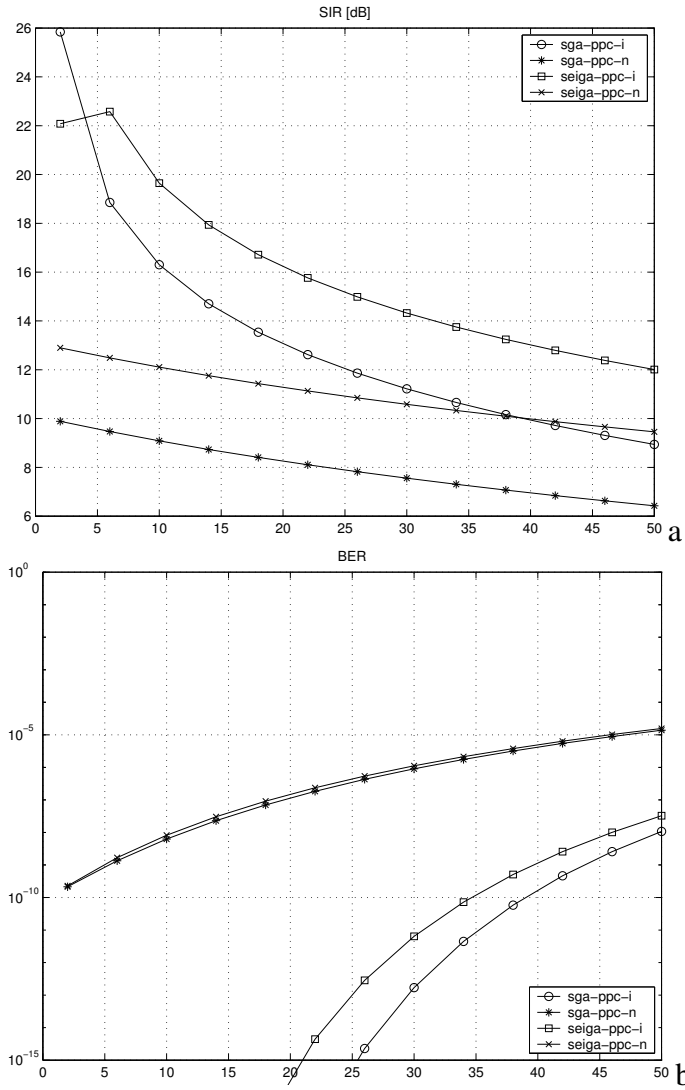 SIR [dB]
26
24
22
20
18
16
14
12
10
8
6
0 5 10 15 20 25 30 35 40 45 50
sga-ppc-i
sga-ppc-n
seiga-ppc-i
seiga-ppc-n
a
BER
10^0
10^-5
10^-10
10^-15
0 5 10 15 20 25 30 35 40 45 50
sga-ppc-i
sga-ppc-n
seiga-ppc-i
seiga-ppc-n
b